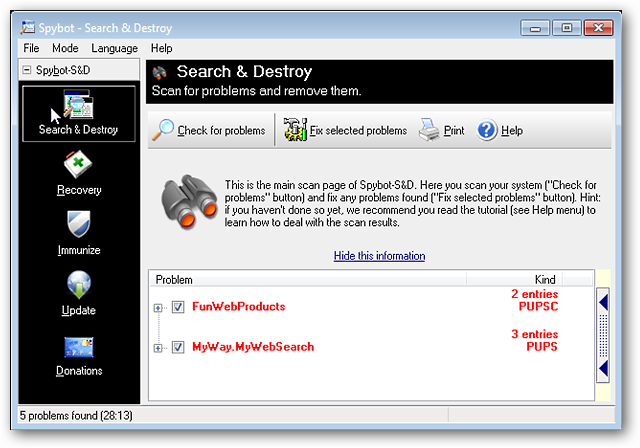 Spybot - Search & Destroy
File Mode Language Help
Spybot-S&D
Search & Destroy
Scan for problems and remove them.
Search & Destroy
Recovery
Immunize
Update
Donations
Check for problems Fix selected problems Print Help
This is the main scan page of Spybot-S&D. Here you scan your system ("Check for
problems" button) and fix any problems found ("Fix selected problems" button). Hint:
if you haven't done so yet, we recommend you read the tutorial (see Help menu) to
learn how to deal with the scan results.
Hide this information
Problem Kind
FunWebProducts 2 entries
PUPSC
MyWay.MyWebSearch 3 entries
PUPS
5 problems found (28:13)